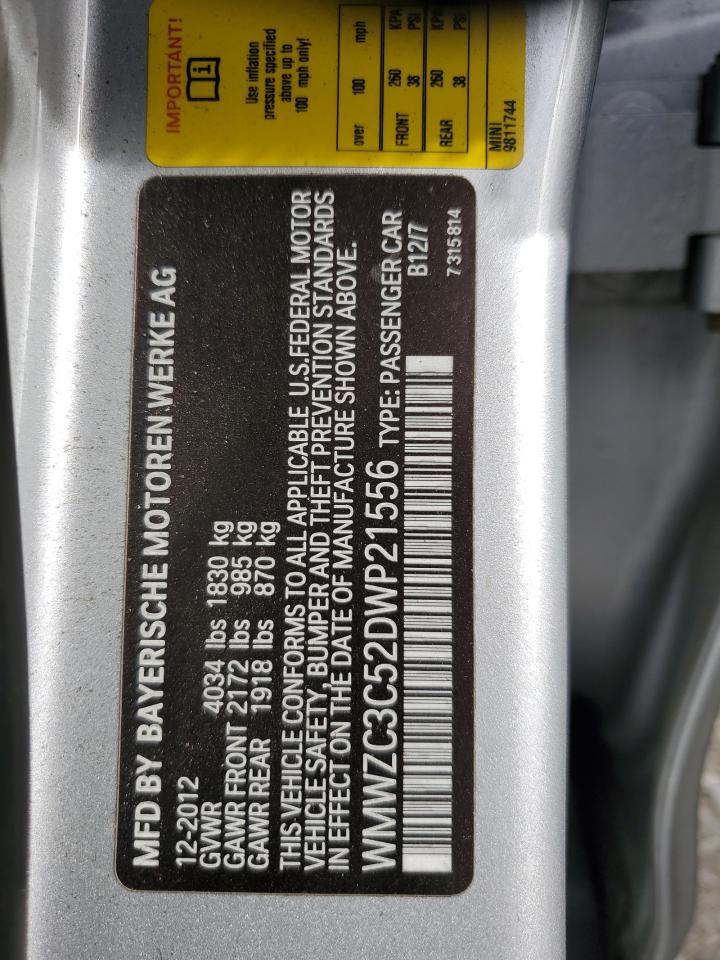 IMPORTANT!
Use inflation
pressure specified
above up to
100 mph only!
over 100 mph
KPA KPA
FRONT 260 38 PSI
REAR 260 38 PSI
MINI
9811744
MFD BY BAYERISCHE MOTOREN WERKE AG
12-2012
GVWR 4034 lbs 1830 kg
GAWR FRONT 2172 lbs 985 kg
GAWR REAR 1918 lbs 870 kg
THIS VEHICLE CONFORMS TO ALL APPLICABLE U.S.FEDERAL MOTOR
VEHICLE SAFETY, BUMPER AND THEFT PREVENTION STANDARDS
IN EFFECT ON THE DATE OF MANUFACTURE SHOWN ABOVE.
WMWZC3C52DWP21556 TYPE: PASSENGER CAR
B12/7
7 315 814